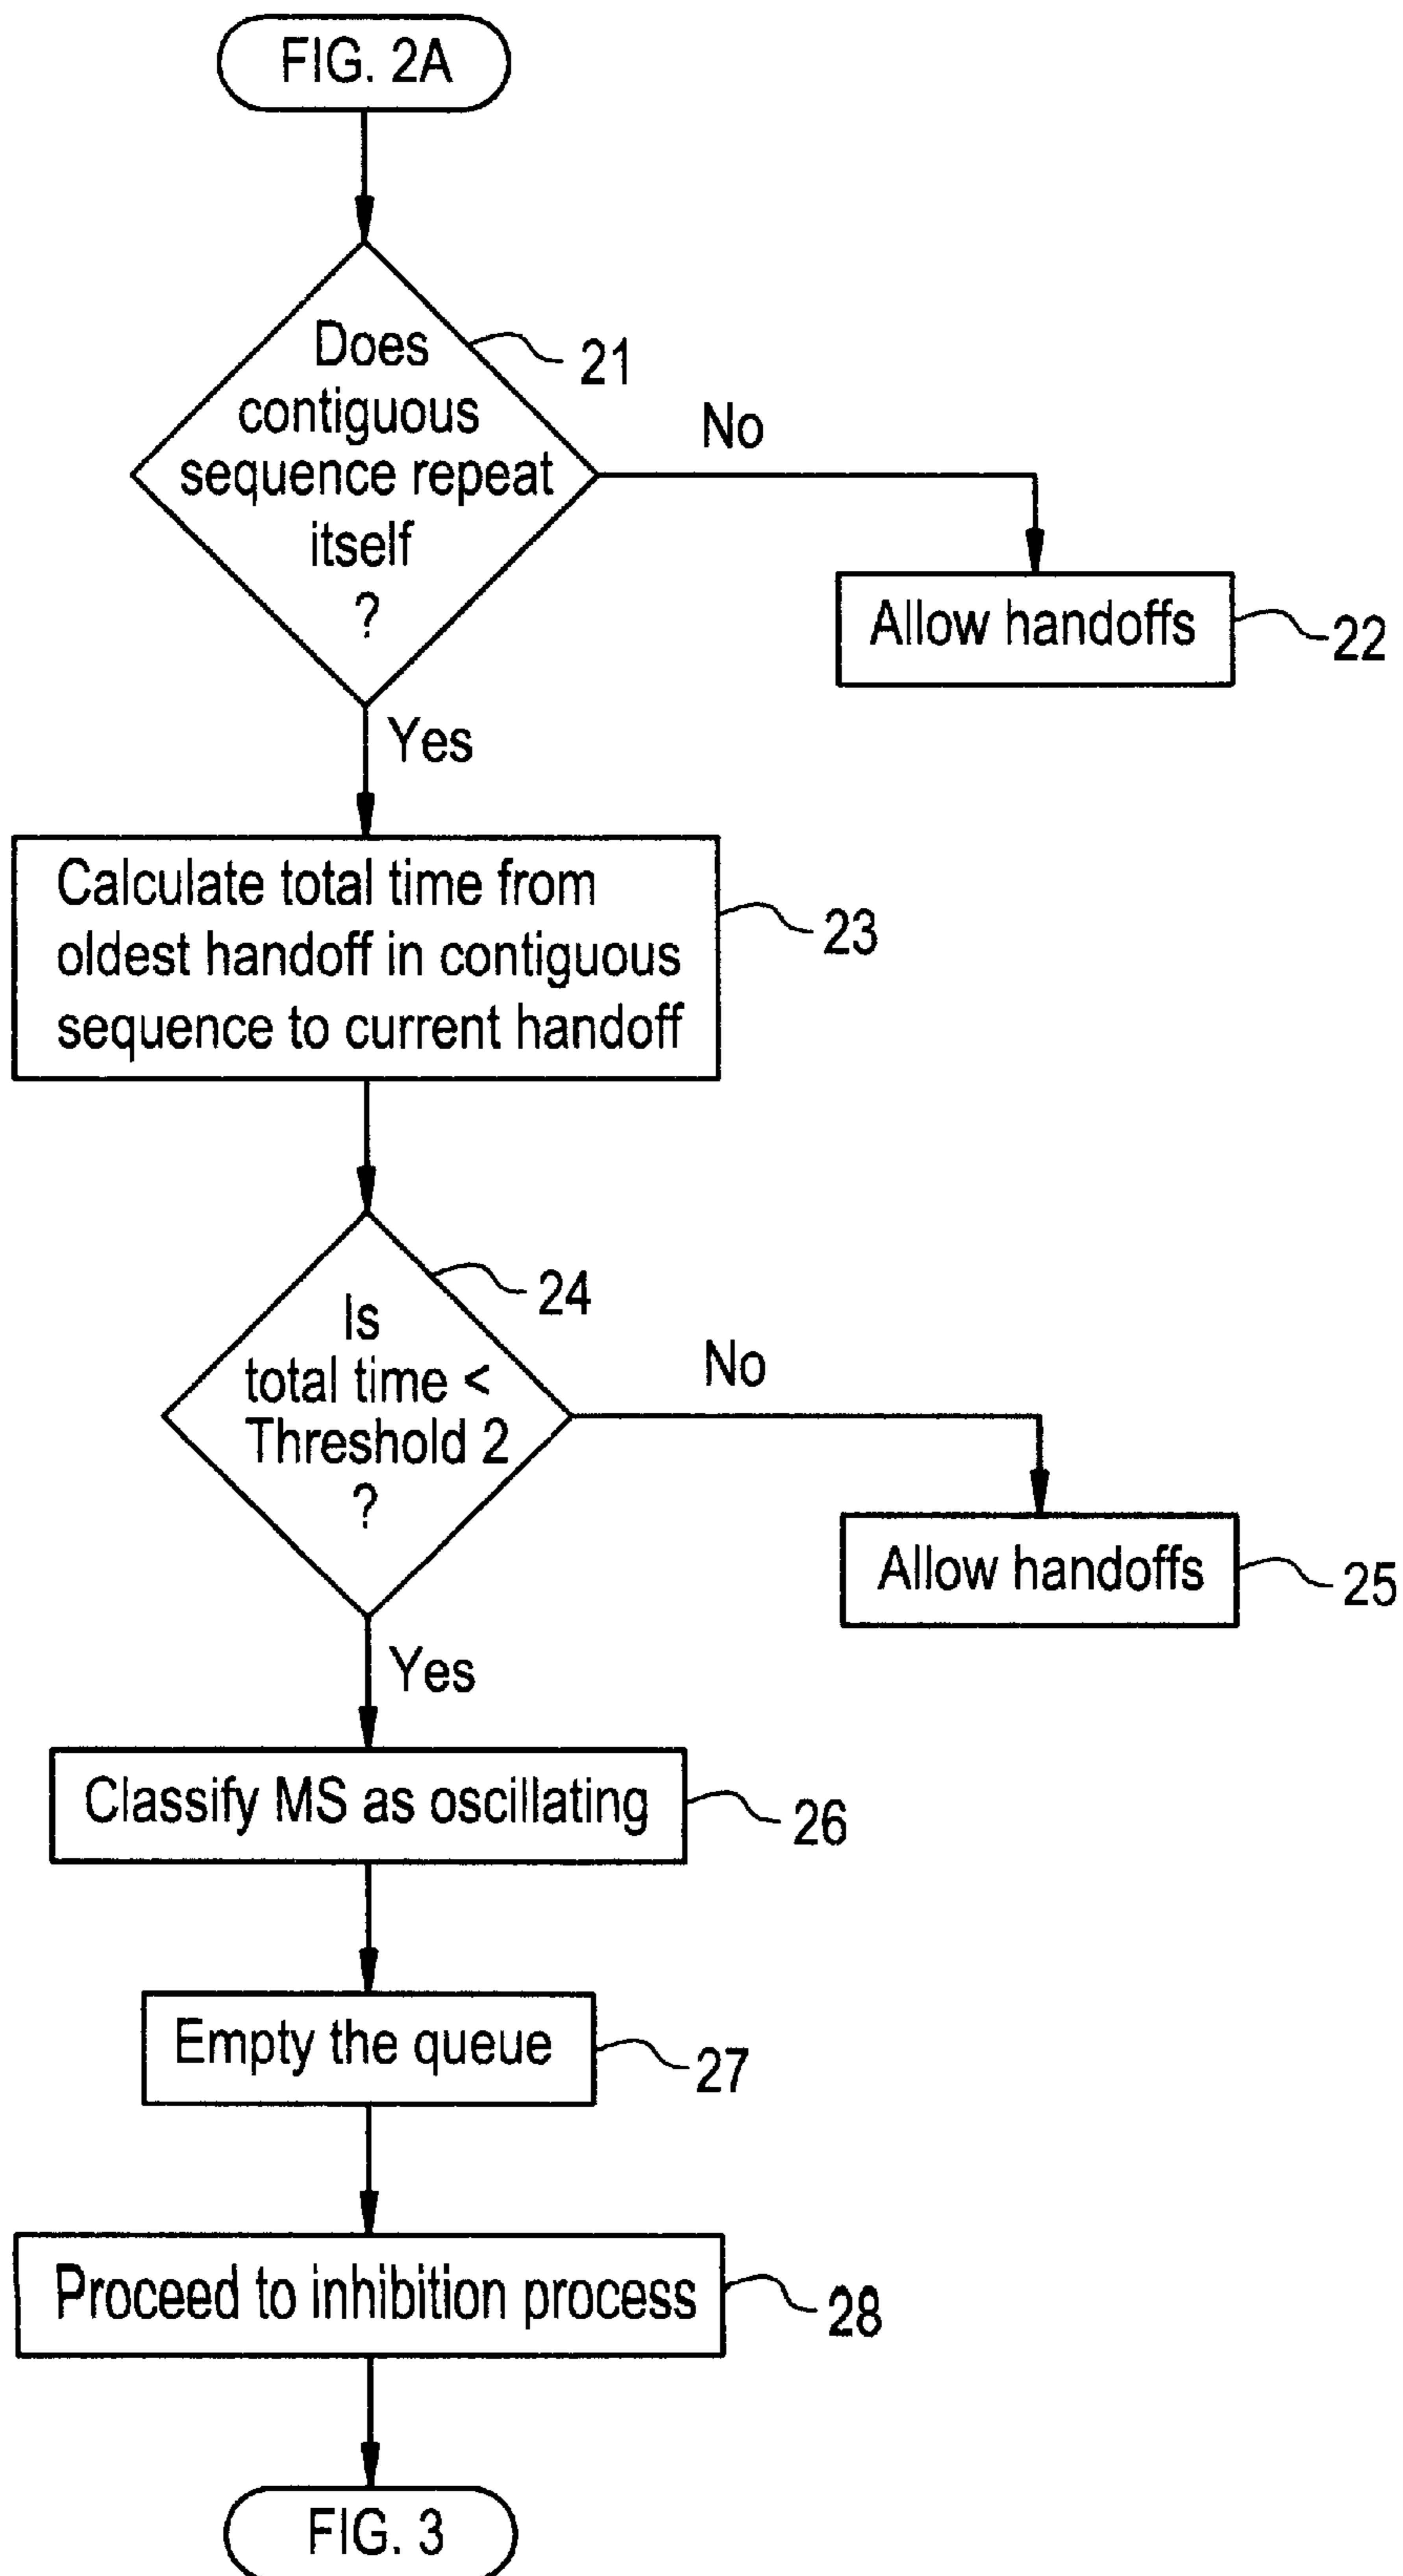 FIG. 2A
Does
contiguous
sequence repeat
itself
?
21
No
Allow handoffs
22
Yes
Calculate total time from
oldest handoff in contiguous
sequence to current handoff
23
Is
total time <
Threshold 2
?
24
No
Allow handoffs
25
Yes
Classify MS as oscillating
26
Empty the queue
27
Proceed to inhibition process
28
FIG. 3